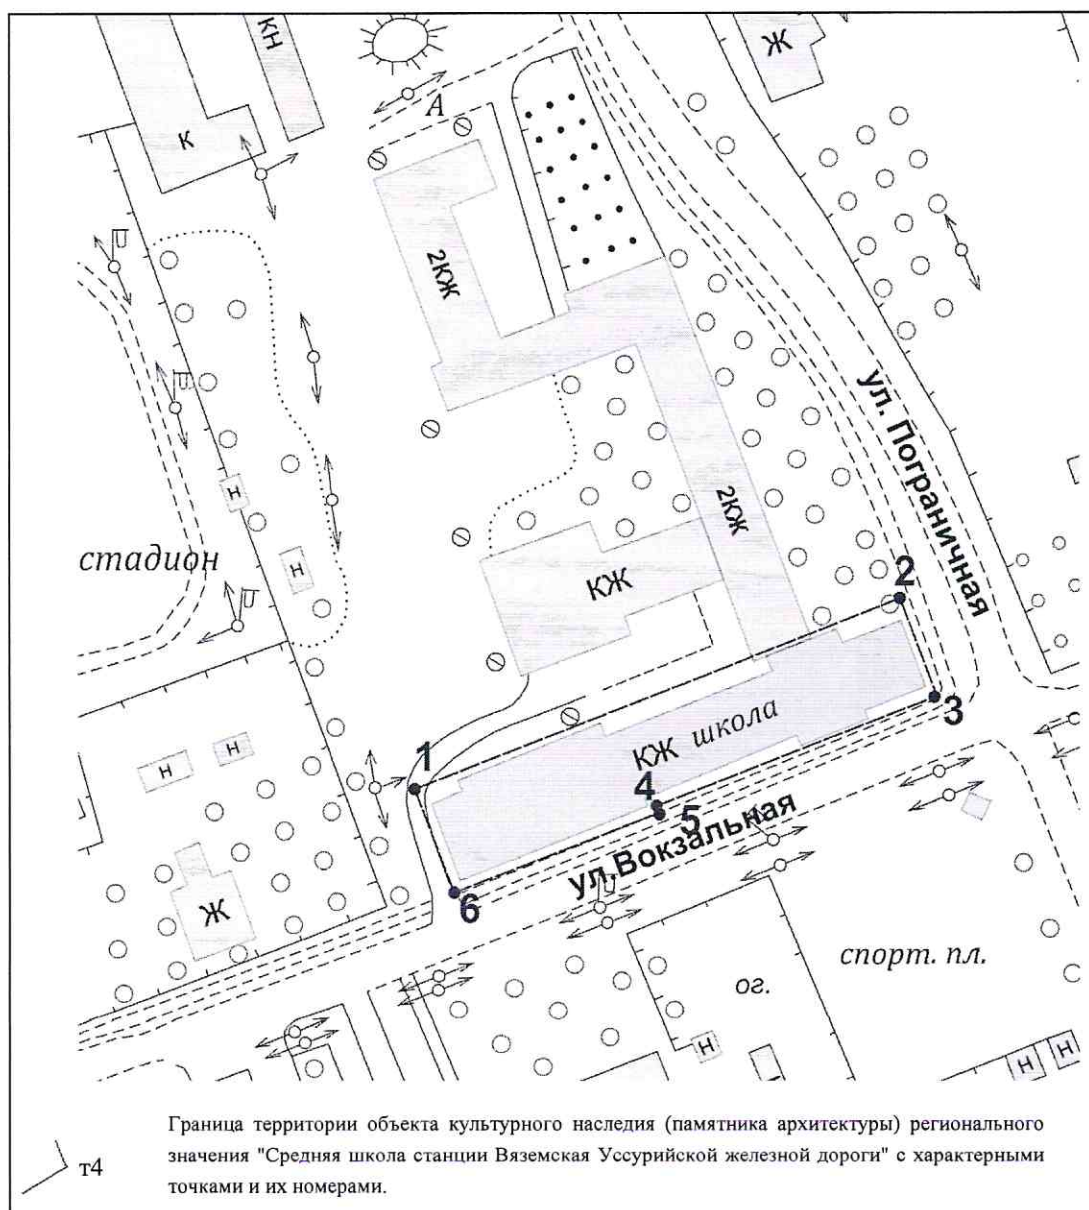 КН
Ж
К
А
2КЖ
ул. Пограничная
Н
2КЖ
стадион
Н
КЖ
2
1
КЖ школа
3
Н
Н
4
5
ул.Вокзальная
6
Ж
спорт. пл.
ог.
Н
Н
Н
т4
Граница территории объекта культурного наследия (памятника архитектуры) регионального
значения "Средняя школа станции Вяземская Уссурийской железной дороги" с характерными
точками и их номерами.